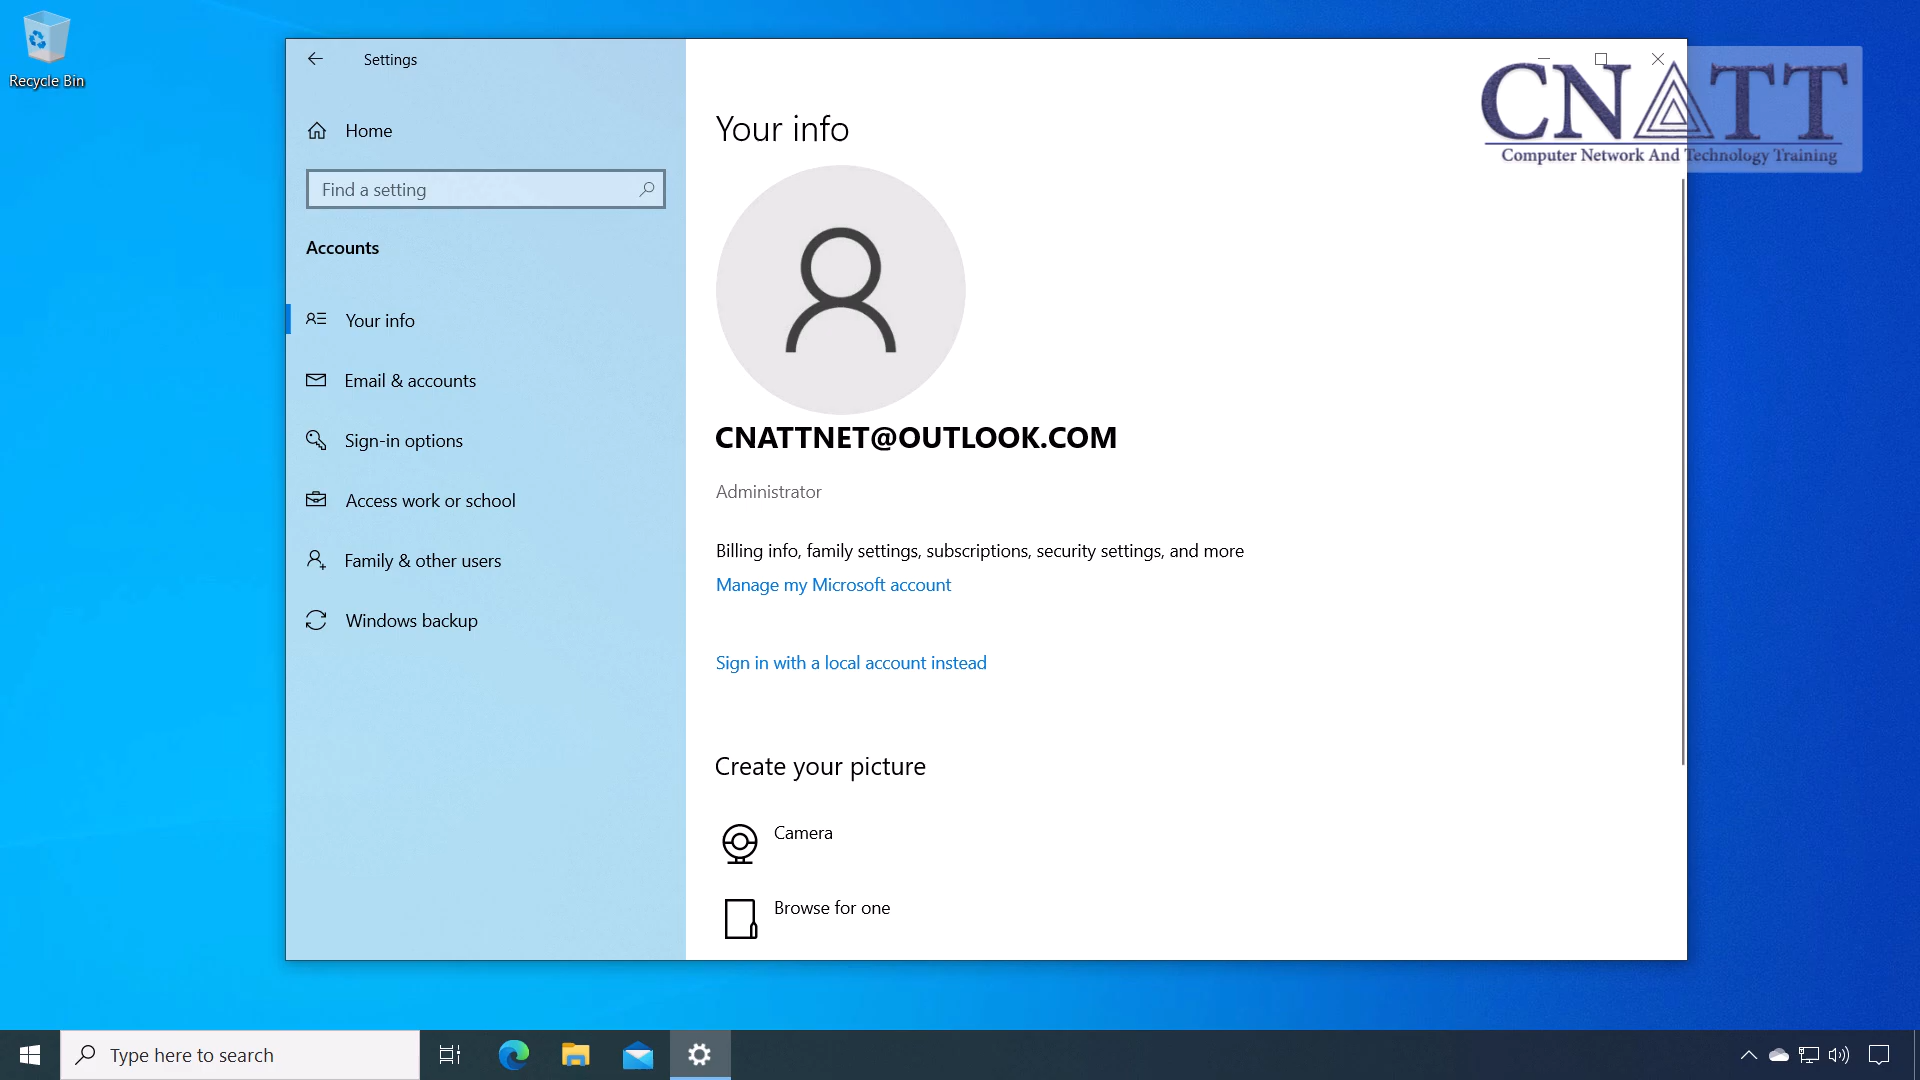 Recycle Bin
Settings
Home
Find a setting
Accounts
Your info
Email & accounts
Sign-in options
Access work or school
Family & other users
Windows backup
Your info
CNATTNET@OUTLOOK.COM
Administrator
Billing info, family settings, subscriptions, security settings, and more
Manage my Microsoft account
Sign in with a local account instead
Create your picture
Camera
Browse for one
CNATT
Computer Network And Technology Training
Type here to search